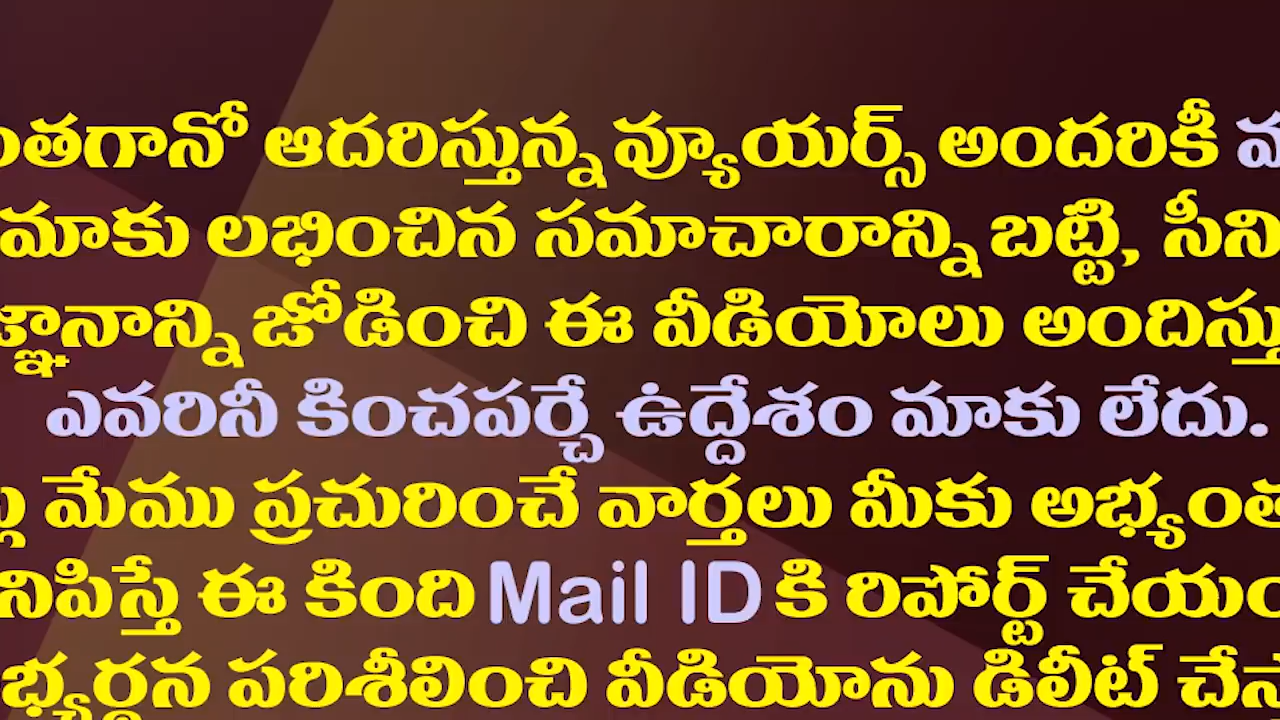 ంతగానో ఆదరిస్తున్న వ్యూయర్స్ అందరికీ
మాకు లభించిన సమాచారాన్ని బట్టి, సీని
జ్ఞానాన్ని జోడించి ఈ వీడియోలు అందిస్తు
ఎవరినీ కించపర్చే ఉద్దేశం మాకు లేదు.
మేము ప్రచురించే వార్తలు మీకు అభ్యంత
నిపిస్తే ఈ కింది Mail ID కి రిపోర్ట్ చేయం
భ్యర్థన పరిశీలించి వీడియోను డిలీట్ చేస